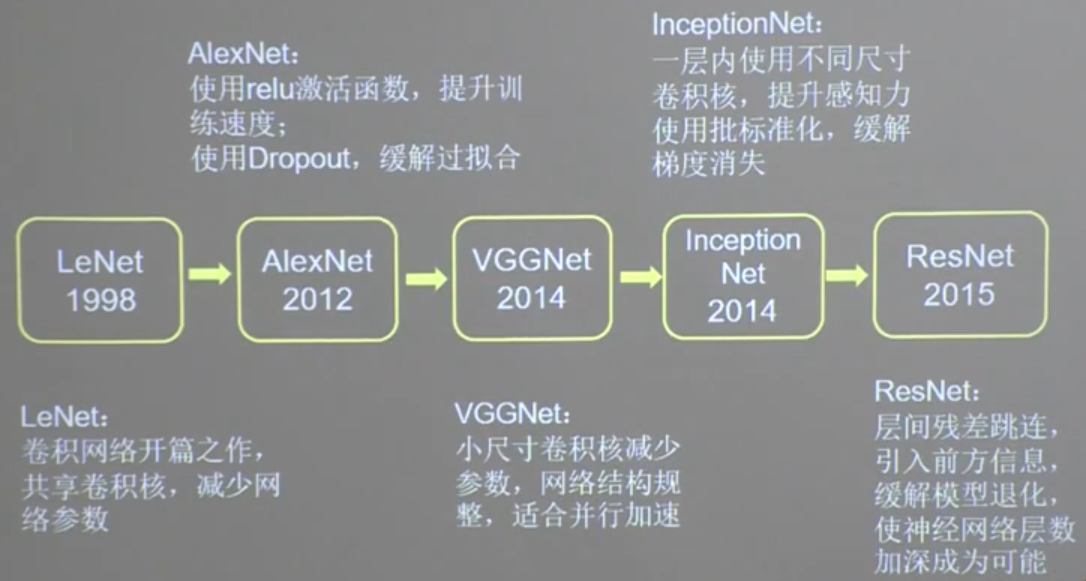 AlexNet:
使用relu激活函数，提升训
练速度；
使用Dropout，缓解过拟合
InceptionNet:
一层内使用不同尺寸
卷积核，提升感知力
使用批标准化，缓解
梯度消失
LeNet
1998
AlexNet
2012
VGGNet
2014
Inception
Net
2014
ResNet
2015
LeNet:
卷积网络开篇之作，
共享卷积核，减少网
络参数
VGGNet:
小尺寸卷积核减少
参数，网络结构规
整，适合并行加速
ResNet:
层间残差跳连，
引入前方信息，
缓解模型退化，
使神经网络层数
加深成为可能